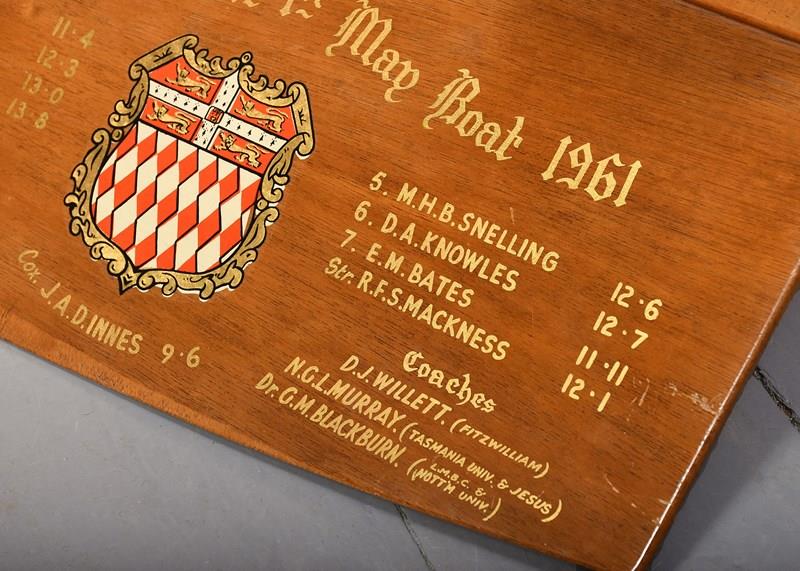 May Boat 1961
11·4
12·3
13·0
13·8
5. M.H.B.SNELLING 12·6
6. D.A.KNOWLES 12·7
7. E.M.BATES 11·11
Str. R.F.S.MACKNESS 12·1
Cox. J.A.D.INNES 9·6
Coaches
D.J.WILLETT. (FITZWILLIAM)
N.G.L.MURRAY. (TASMANIA UNIV. & JESUS)
Dr. G.M.BLACKBURN. (L.M.B.C. & NOTT'M UNIV.)